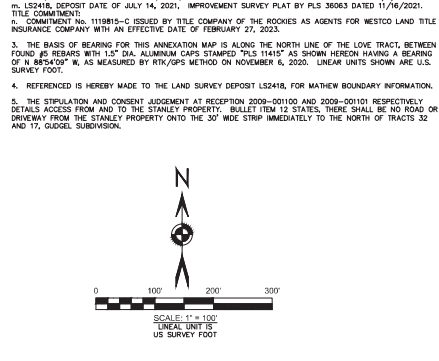 m. LS2418, DEPOSIT DATE OF JULY 14, 2021, IMPROVEMENT SURVEY PLAT BY PLS 36063 DATED 11/16/2021.
TITLE COMMITMENT:
n. COMMITMENT No. 1119815-C ISSUED BY TITLE COMPANY OF THE ROCKIES AS AGENTS FOR WESTCO LAND TITLE
INSURANCE COMPANY WITH AN EFFECTIVE DATE OF FEBRUARY 27, 2023.
3. THE BASIS OF BEARING FOR THIS ANNEXATION MAP IS ALONG THE NORTH LINE OF THE LOVE TRACT, BETWEEN
FOUND #5 REBARS WITH 1.5" DIA. ALUMINUM CAPS STAMPED "PLS 11415" AS SHOWN HEREON HAVING A BEARING
OF N 88°54'09" W, AS MEASURED BY RTK/GPS METHOD ON NOVEMBER 6, 2020. LINEAR UNITS SHOWN ARE U.S.
SURVEY FOOT.
4. REFERENCED IS HEREBY MADE TO THE LAND SURVEY DEPOSIT LS2418, FOR MATHEW BOUNDARY INFORMATION.
5. THE STIPULATION AND CONSENT JUDGEMENT AT RECEPTION 2009-001100 AND 2009-001101 RESPECTIVELY
DETAILS ACCESS FROM AND TO THE STANLEY PROPERTY. BULLET ITEM 12 STATES, THERE SHALL BE NO ROAD OR
DRIVEWAY FROM THE STANLEY PROPERTY ONTO THE 30' WIDE STRIP IMMEDIATELY TO THE NORTH OF TRACTS 32
AND 17, GUDGEL SUBDIVISION.
N
0 100' 200' 300'
SCALE: 1" = 100'
LINEAL UNIT IS
US SURVEY FOOT